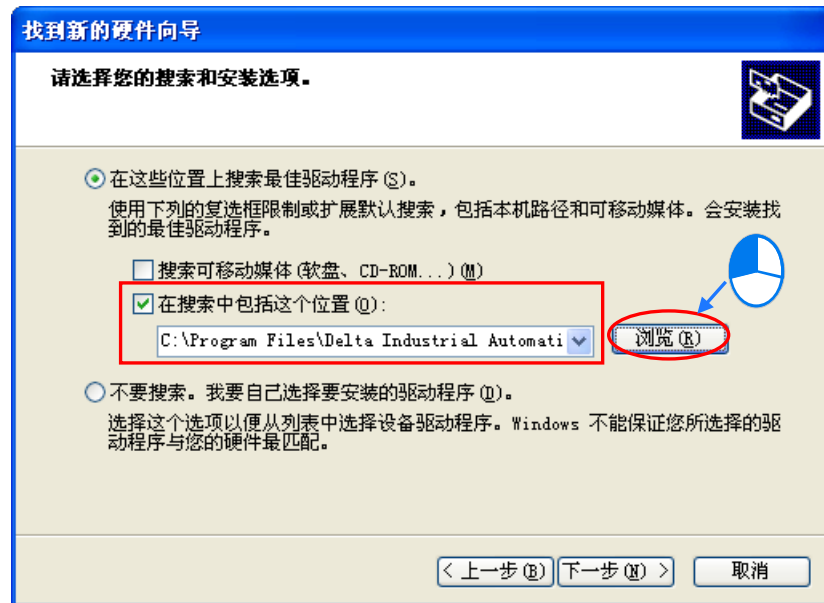 找到新的硬件向导
请选择您的搜索和安装选项。
在这些位置上搜索最佳驱动程序(S)。
使用下列的复选框限制或扩展默认搜索，包括本机路径和可移动媒体。会安装找
到的最佳驱动程序。
搜索可移动媒体(软盘、CD-ROM...)(M)
在搜索中包括这个位置(O):
C:\Program Files\Delta Industrial Automati
浏览(R)
不要搜索。我要自己选择要安装的驱动程序(D)。
选择这个选项以便从列表中选择设备驱动程序。Windows 不能保证您所选择的驱
动程序与您的硬件最匹配。
< 上一步(B) 下一步(N) > 取消